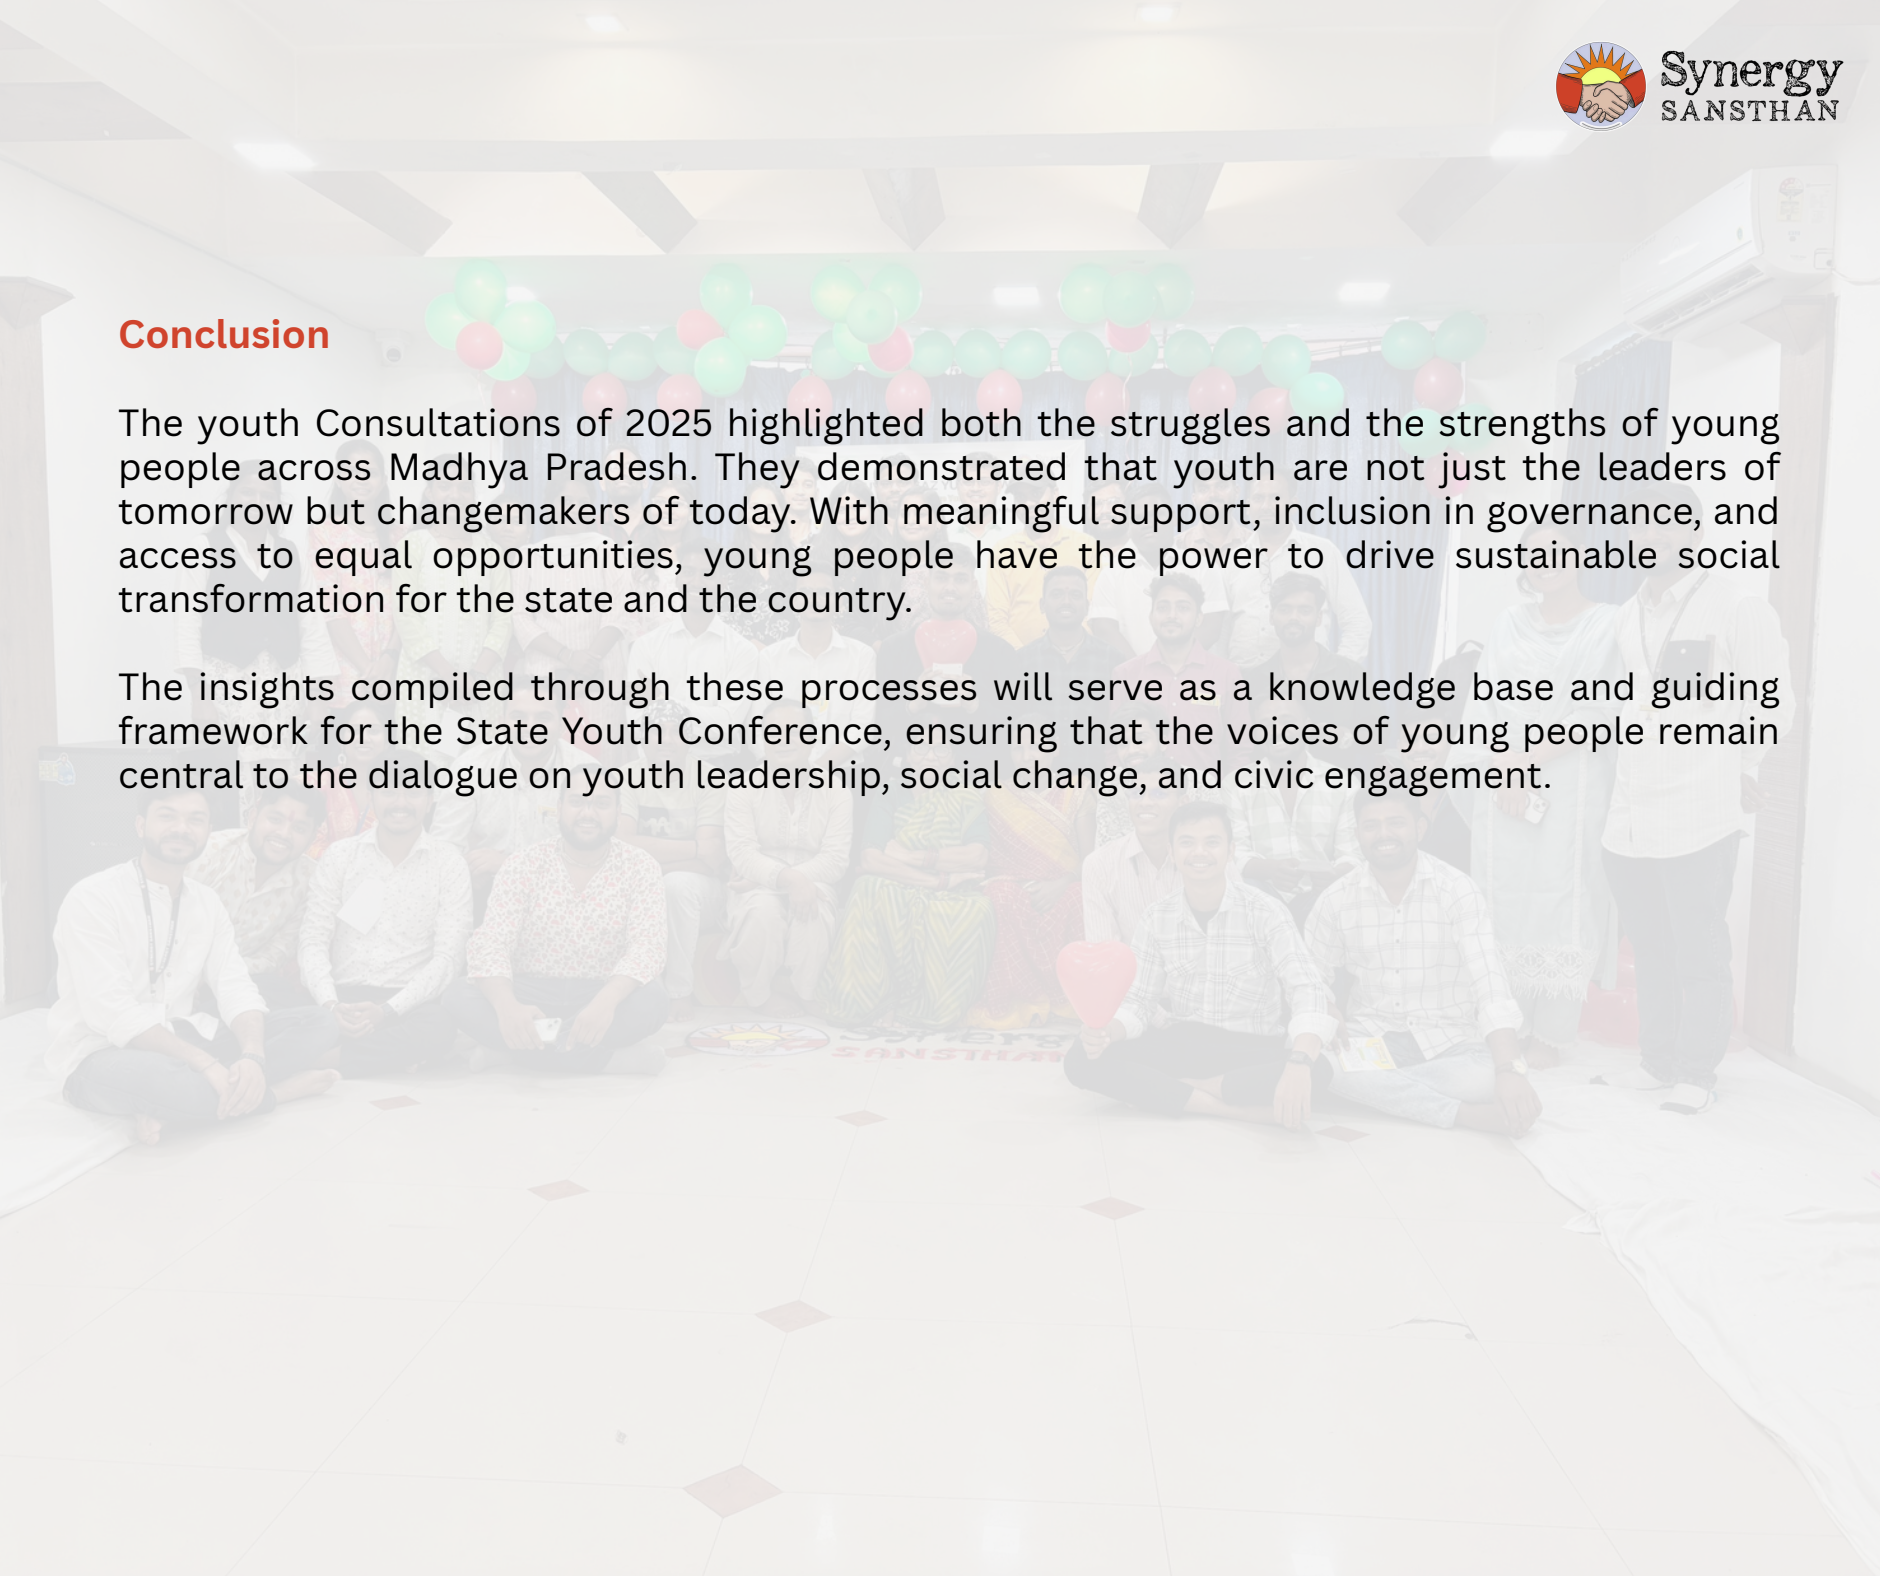 Synergy
SANSTHAN
Conclusion
The youth Consultations of 2025 highlighted both the struggles and the strengths of young
people across Madhya Pradesh. They demonstrated that youth are not just the leaders of
tomorrow but changemakers of today. With meaningful support, inclusion in governance, and
access to equal opportunities, young people have the power to drive sustainable social
transformation for the state and the country.
The insights compiled through these processes will serve as a knowledge base and guiding
framework for the State Youth Conference, ensuring that the voices of young people remain
central to the dialogue on youth leadership, social change, and civic engagement.
Synergy
SANSTHAN